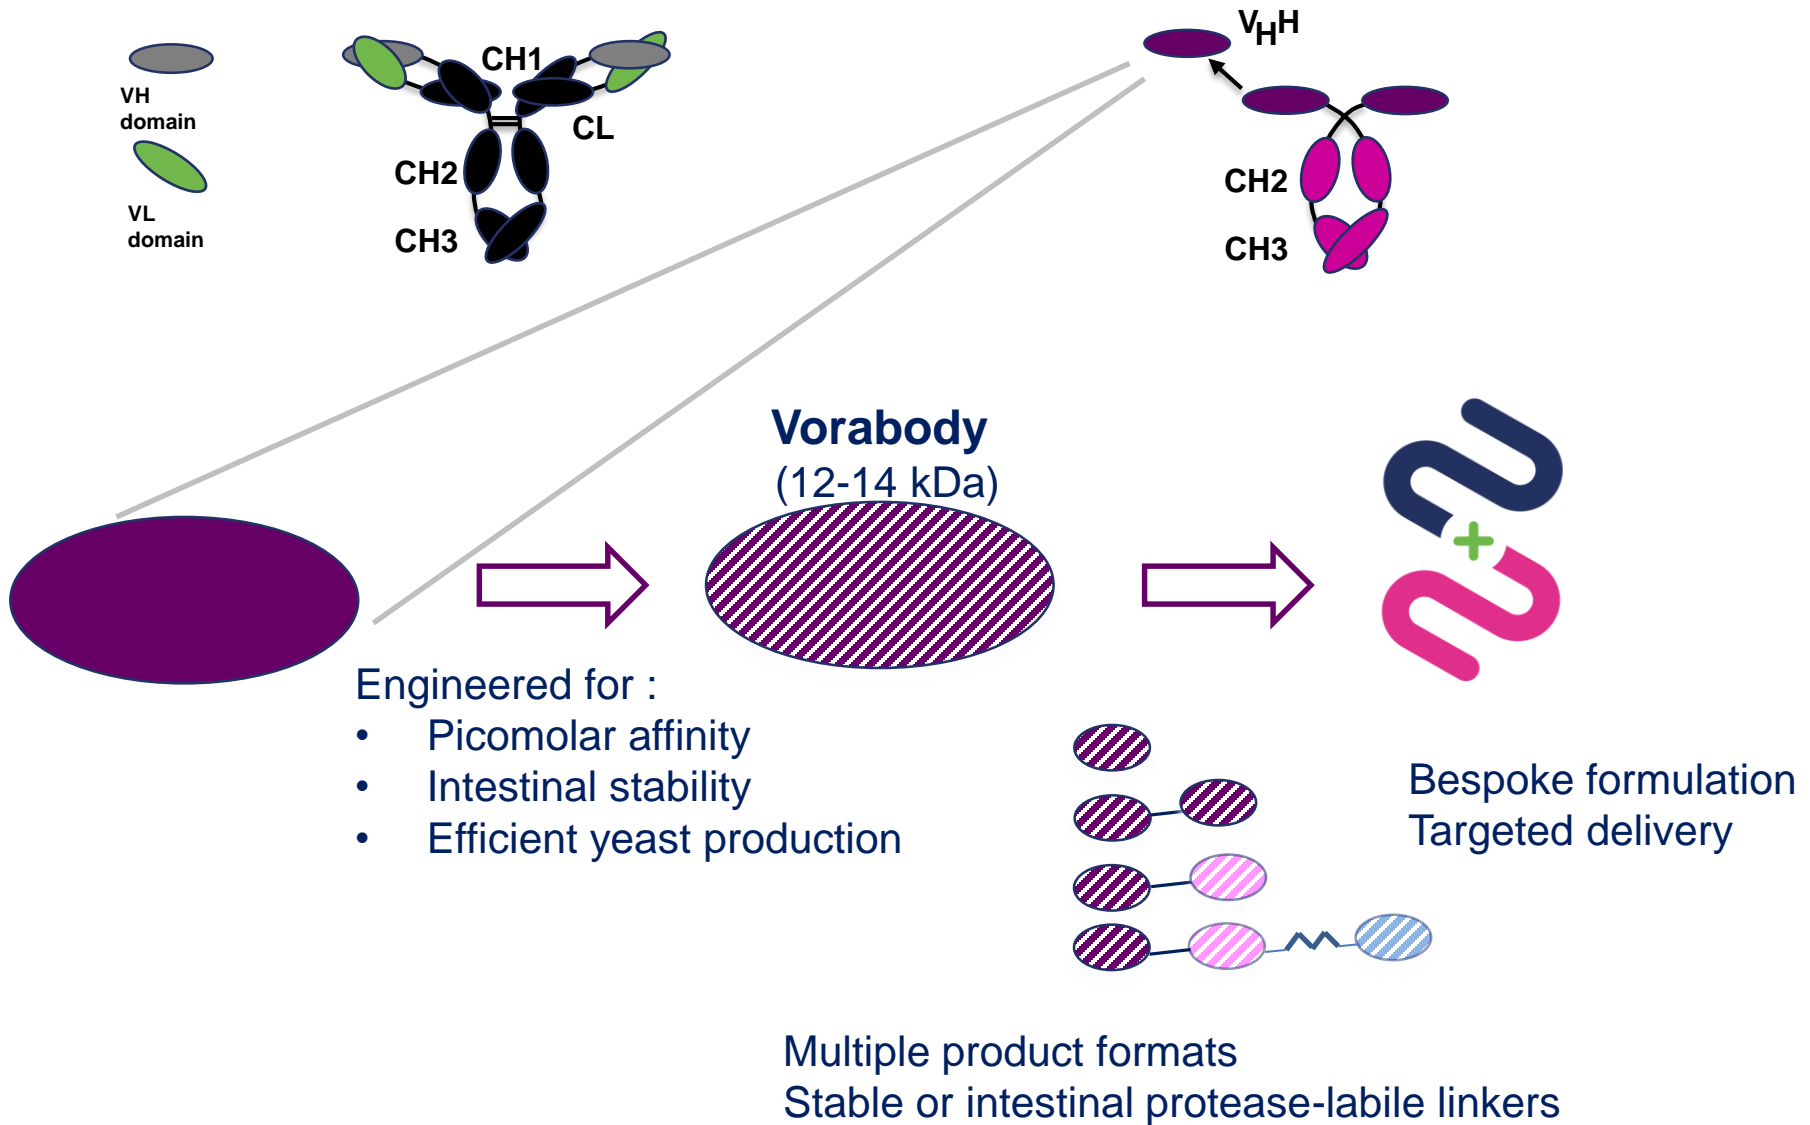 VH
domain
VL
domain
CH1
CL
CH2
CH3
VHH
CH2
CH3
Vorabody
(12-14 kDa)
Engineered for :
• Picomolar affinity
• Intestinal stability
• Efficient yeast production
Bespoke formulation
Targeted delivery
Multiple product formats
Stable or intestinal protease-labile linkers